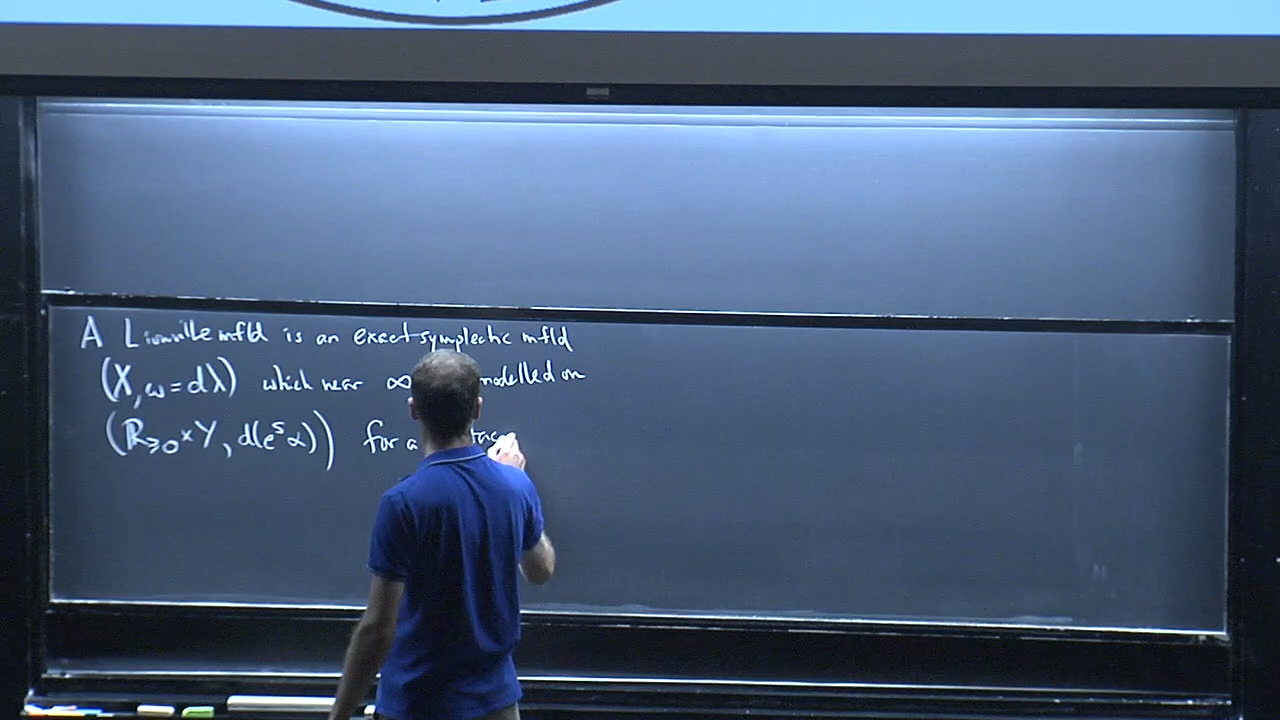 A Liouville mfld is an exact symplectic mfld
(X, ω = dλ) which near ∞ modelled on
(ℝ≥0 × Y, d(e^s α)) for a